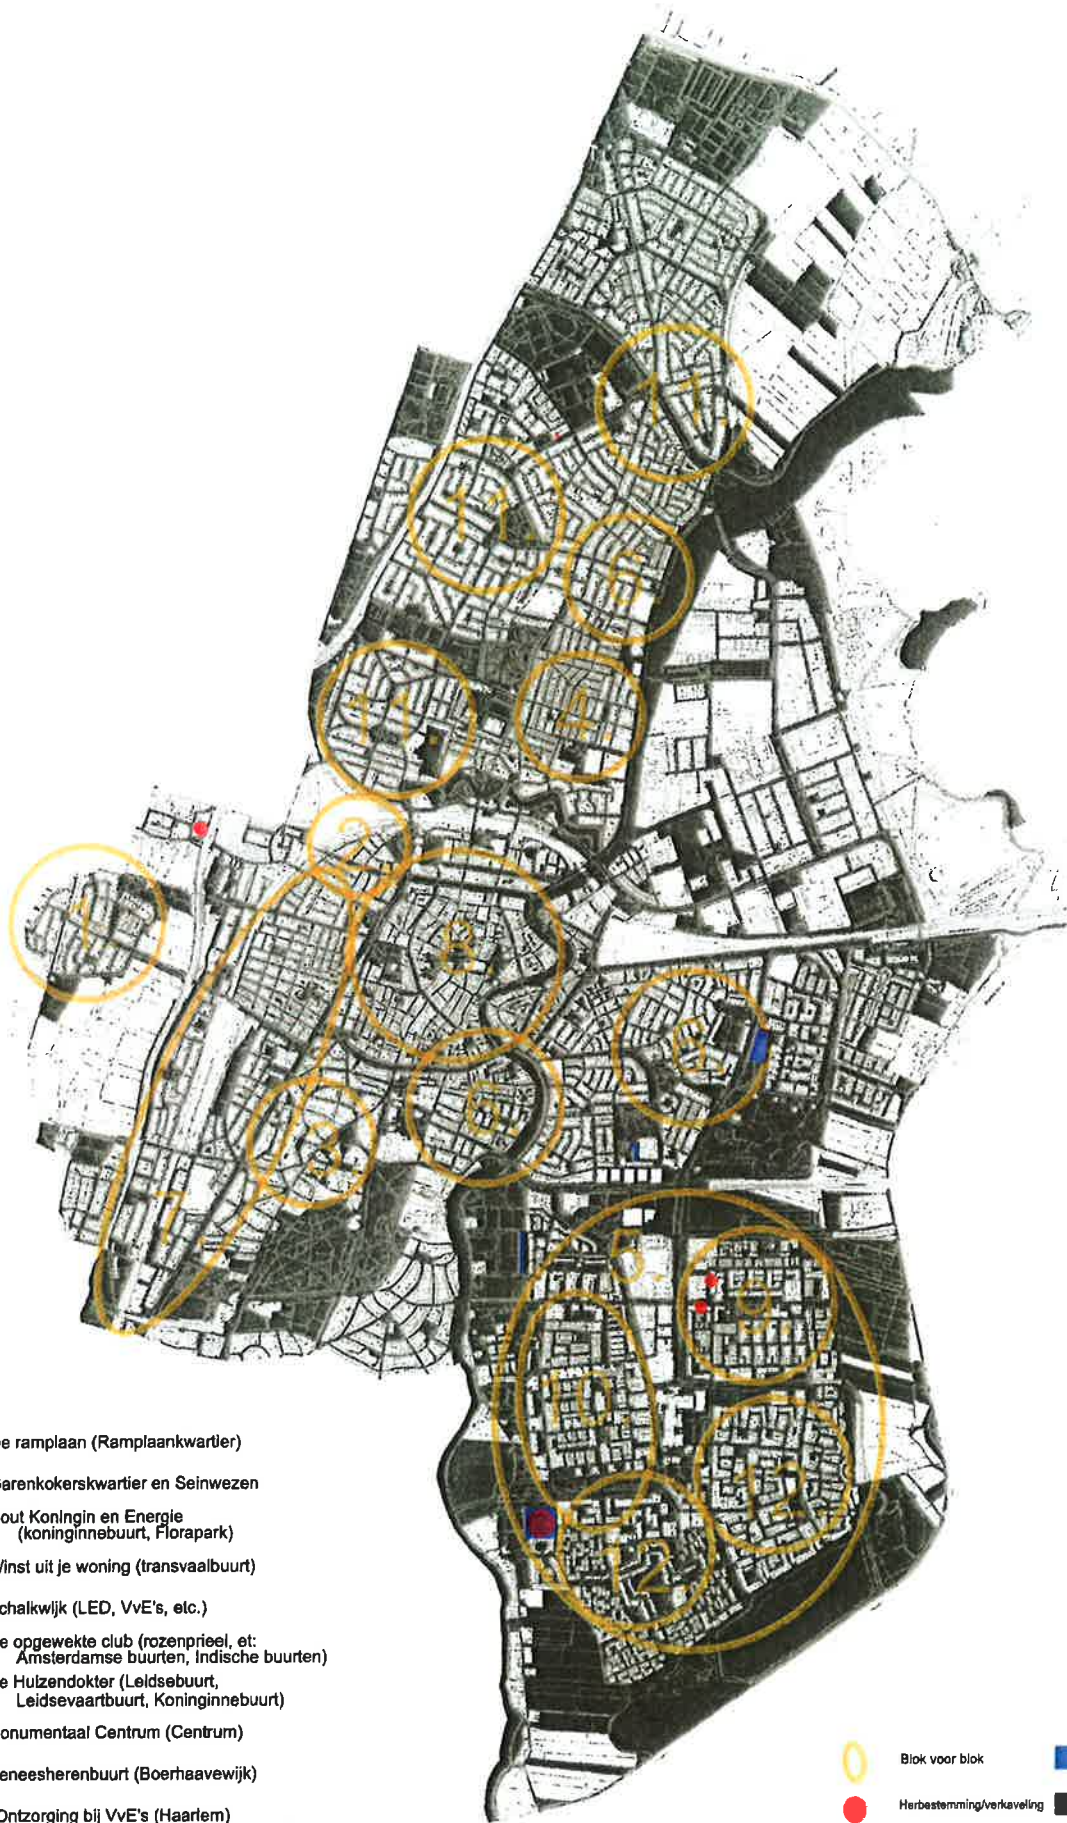 11.
11.
6.
11.
4.
2.
1
8.
6.
6.
3.
7.
5.
9.
10.
12.
12.
ramplaan (Ramplaankwartier)
arenkokerskwartier en Seinwezen
out Koningin en Energie
(koninginnebuurt, Florapark)
inst uit je woning (transvaalbuurt)
chalkwijk (LED, VvE's, etc.)
e opgewekte club (rozenprieel, et:
Amsterdamse buurten, Indische buurten)
e Huizendokter (Leidsebuurt,
Leidsevaartbuurt, Koninginnebuurt)
onumentaal Centrum (Centrum)
eneesherenbuurt (Boerhaavewijk)
Ontzorging bij VvE's (Haarlem)
Blok voor blok
Herbestemming/verkaveling